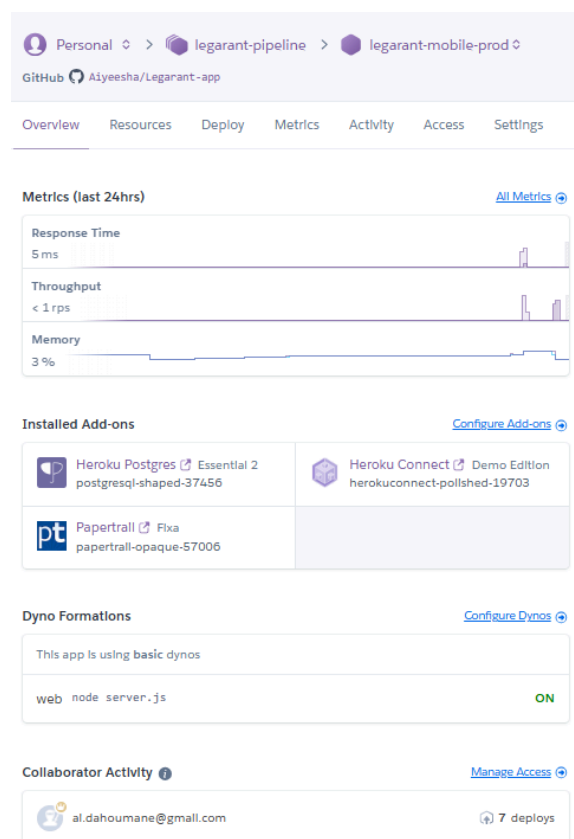 Personal > legarant-pipeline > legarant-mobile-prod
GitHub Aiyeesha/Legarant-app
Overview Resources Deploy Metrics Activity Access Settings
Metrics (last 24hrs) All Metrics
Response Time
5 ms
Throughput
< 1 rps
Memory
3 %
Installed Add-ons Configure Add-ons
Heroku Postgres Essential 2
postgresql-shaped-37456
Heroku Connect Demo Edition
herokuconnect-polished-19703
pt
Papertrail Fixa
papertrail-opaque-57006
Dyno Formations Configure Dynos
This app is using basic dynos
web node server.js ON
Collaborator Activity Manage Access
al.dahoumane@gmail.com 7 deploys